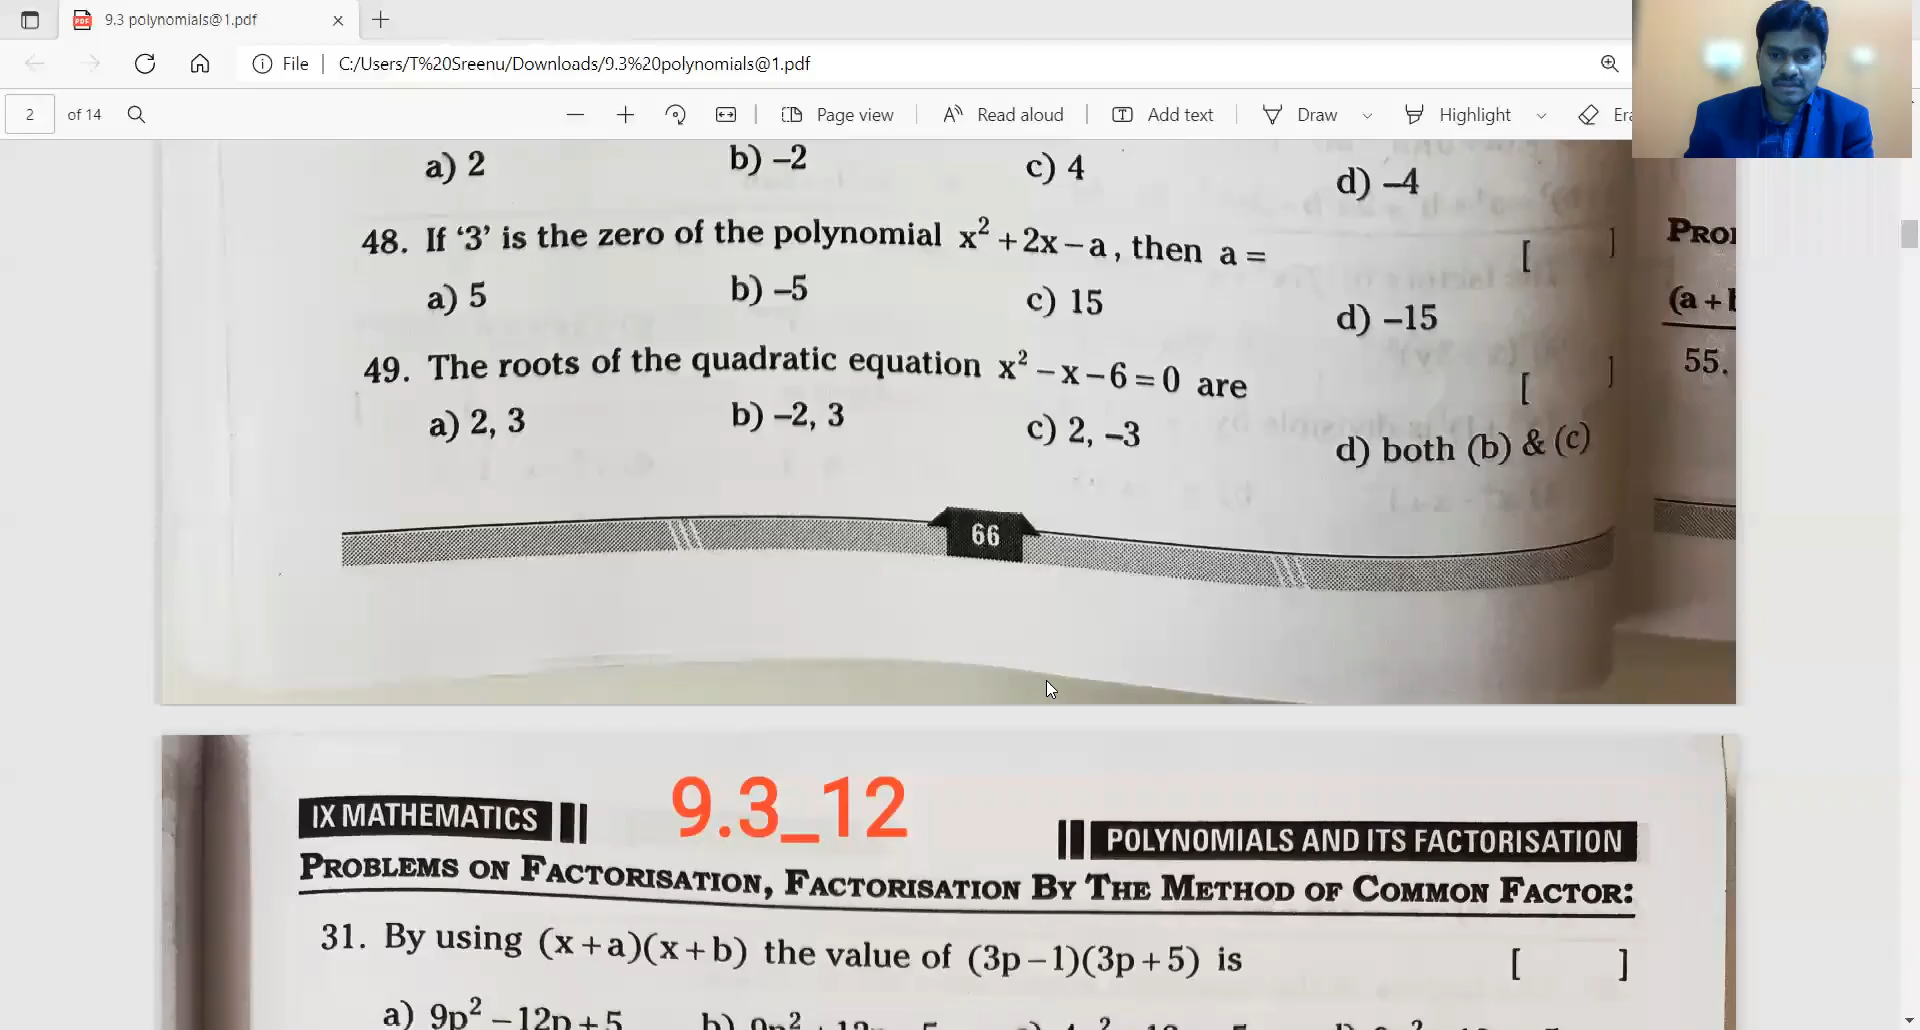 9.3 polynomials@1.pdf
File C:/Users/T%20Sreenu/Downloads/9.3%20polynomials@1.pdf
2 of 14 Page view Read aloud Add text Draw Highlight
a) 2 b) –2 c) 4 d) –4
48. If ‘3’ is the zero of the polynomial x² + 2x – a, then a = [ ]
a) 5 b) –5 c) 15 d) –15
49. The roots of the quadratic equation x² – x – 6 = 0 are [ ]
a) 2, 3 b) –2, 3 c) 2, –3 d) both (b) & (c)
55.
66
IX MATHEMATICS 9.3_12 POLYNOMIALS AND ITS FACTORISATION
PROBLEMS ON FACTORISATION, FACTORISATION BY THE METHOD OF COMMON FACTOR:
31. By using (x + a)(x + b) the value of (3p – 1)(3p + 5) is [ ]
a) 9p² – 12p + 5